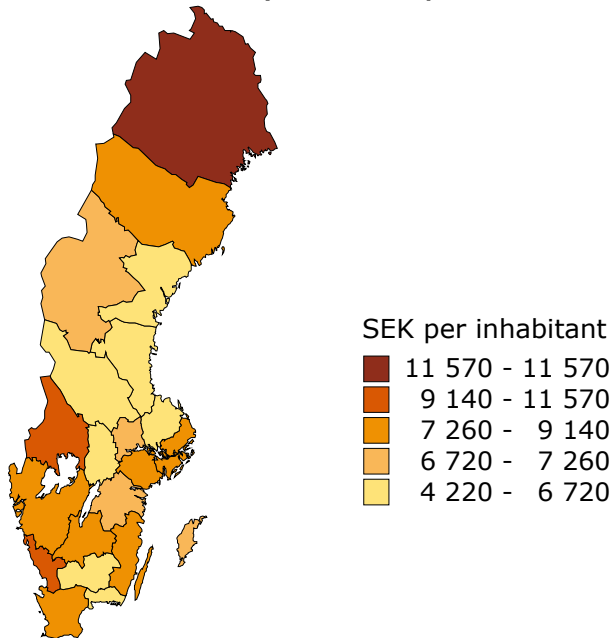 SEK per inhabitant
11 570 - 11 570
9 140 - 11 570
7 260 - 9 140
6 720 - 7 260
4 220 - 6 720